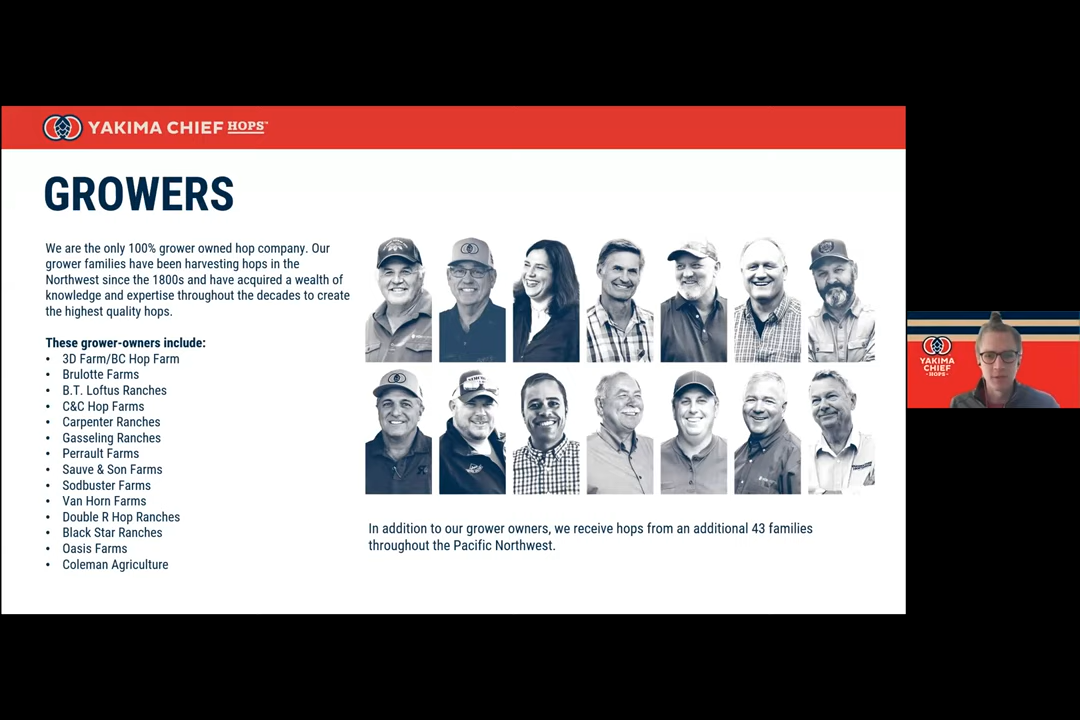 YAKIMA CHIEF HOPS™
GROWERS
We are the only 100% grower owned hop company. Our
grower families have been harvesting hops in the
Northwest since the 1800s and have acquired a wealth of
knowledge and expertise throughout the decades to create
the highest quality hops.
These grower-owners include:
• 3D Farm/BC Hop Farm
• Brulotte Farms
• B.T. Loftus Ranches
• C&C Hop Farms
• Carpenter Ranches
• Gasseling Ranches
• Perrault Farms
• Sauve & Son Farms
• Sodbuster Farms
• Van Horn Farms
• Double R Hop Ranches
• Black Star Ranches
• Oasis Farms
• Coleman Agriculture
In addition to our grower owners, we receive hops from an additional 43 families
throughout the Pacific Northwest.
YAKIMA
CHIEF
-HOPS-